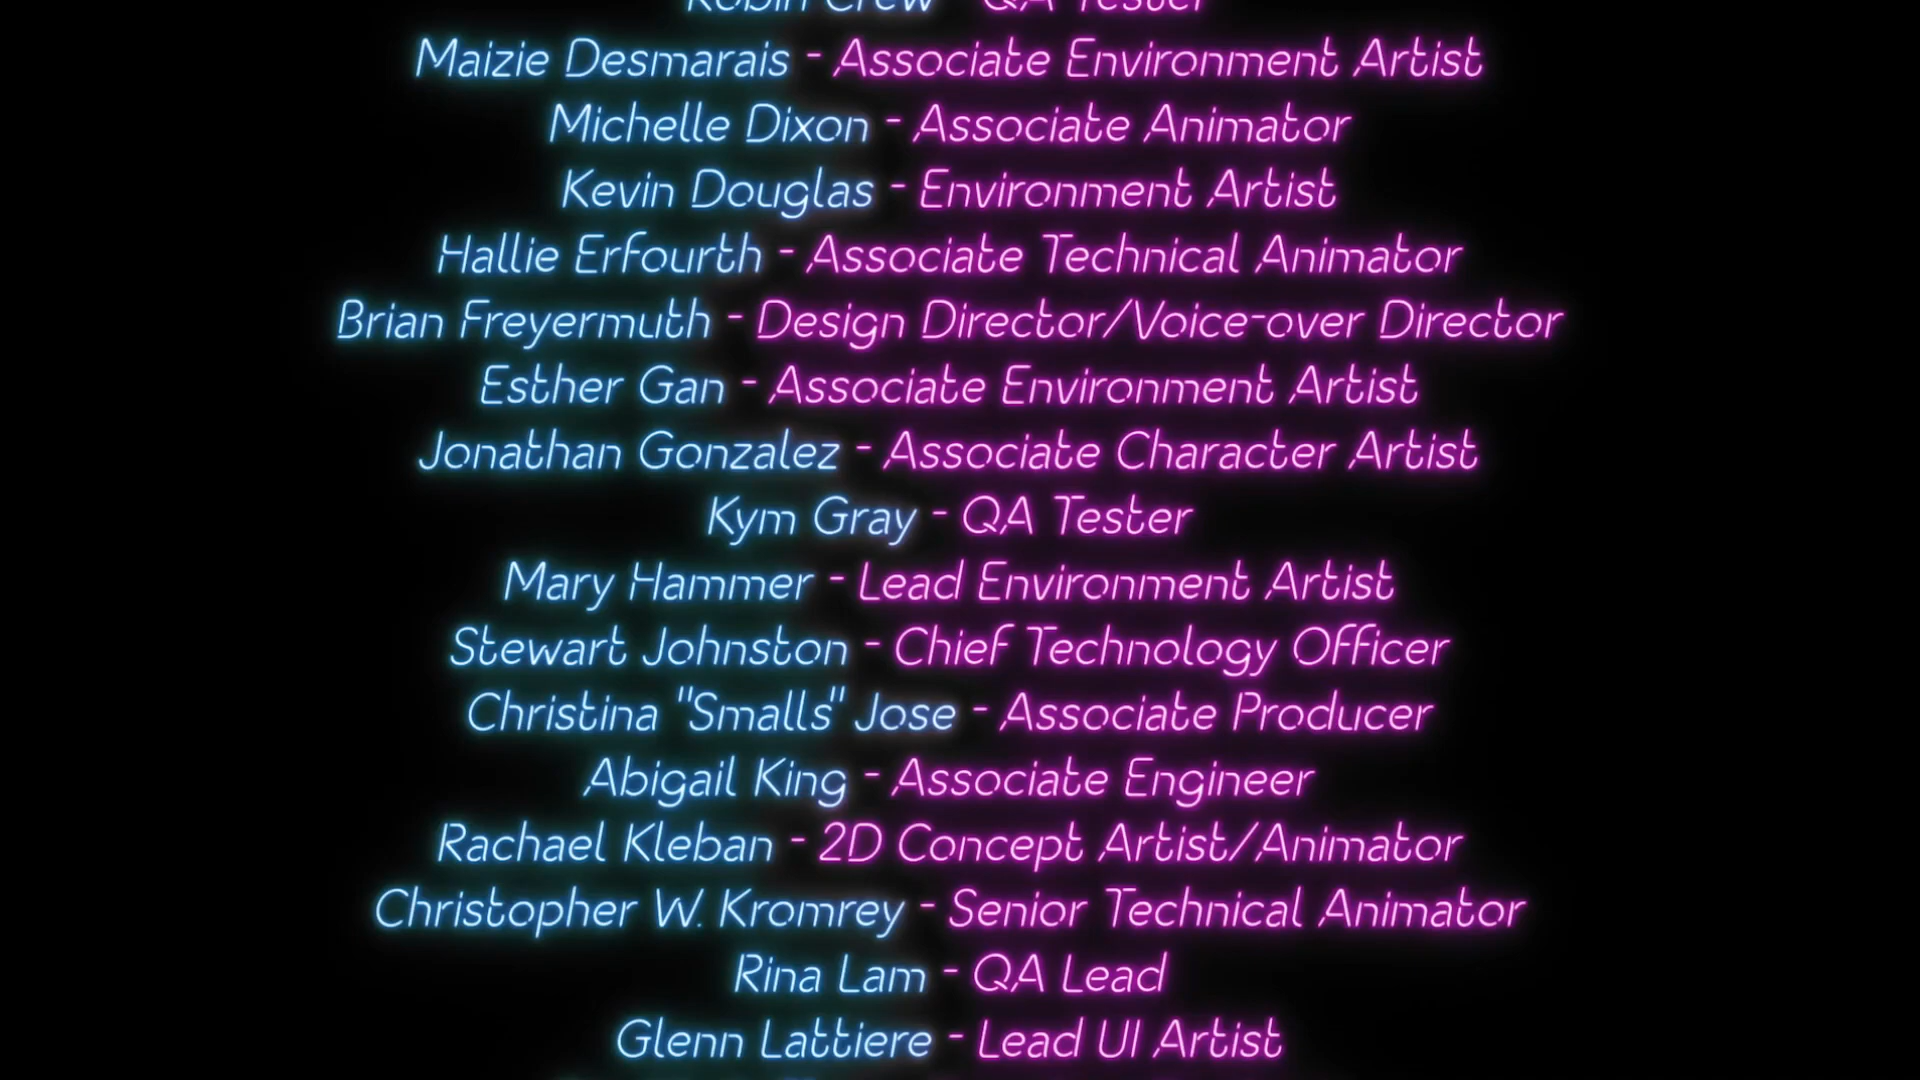 Robin Crew - QA Tester
Maizie Desmarais - Associate Environment Artist
Michelle Dixon - Associate Animator
Kevin Douglas - Environment Artist
Hallie Erfourth - Associate Technical Animator
Brian Freyermuth - Design Director/Voice-over Director
Esther Gan - Associate Environment Artist
Jonathan Gonzalez - Associate Character Artist
Kym Gray - QA Tester
Mary Hammer - Lead Environment Artist
Stewart Johnston - Chief Technology Officer
Christina "Smalls" Jose - Associate Producer
Abigail King - Associate Engineer
Rachael Kleban - 2D Concept Artist/Animator
Christopher W. Kromrey - Senior Technical Animator
Rina Lam - QA Lead
Glenn Lattiere - Lead UI Artist